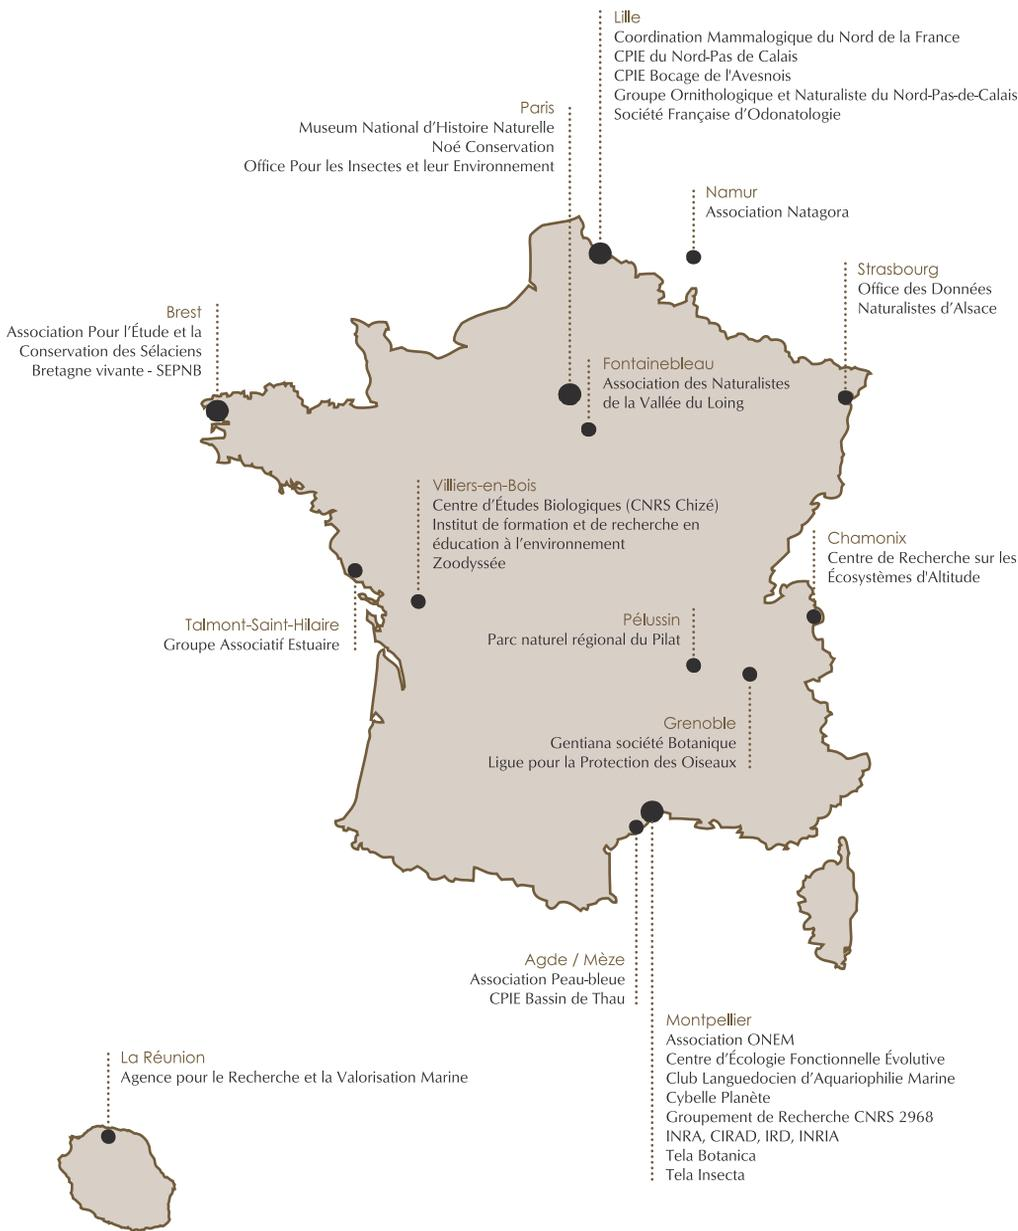 Lille
Coordination Mammalogique du Nord de la France
CPIE du Nord-Pas de Calais
CPIE Bocage de l'Avesnois
Groupe Ornithologique et Naturaliste du Nord-Pas-de-Calais
Société Française d'Odonatologie
Paris
Museum National d'Histoire Naturelle
Noé Conservation
Office Pour les Insectes et leur Environnement
Namur
Association Natagora
Strasbourg
Office des Données
Naturalistes d'Alsace
Brest
Association Pour l'Étude et la
Conservation des Sélaciens
Bretagne vivante - SEPNB
Fontainebleau
Association des Naturalistes
de la Vallée du Loing
Villiers-en-Bois
Centre d'Études Biologiques (CNRS Chizé)
Institut de formation et de recherche en
éducation à l'environnement
Zoodyssée
Chamonix
Centre de Recherche sur les
Écosystèmes d'Altitude
Talmont-Saint-Hilaire
Groupe Associatif Estuaire
Pélussin
Parc naturel régional du Pilat
Grenoble
Gentiana société Botanique
Ligue pour la Protection des Oiseaux
Agde / Mèze
Association Peau-bleue
CPIE Bassin de Thau
Montpellier
Association ONEM
Centre d'Écologie Fonctionnelle Évolutive
Club Languedocien d'Aquariophilie Marine
Cybelle Planète
Groupement de Recherche CNRS 2968
INRA, CIRAD, IRD, INRIA
Tela Botanica
Tela Insecta
La Réunion
Agence pour le Recherche et la Valorisation Marine